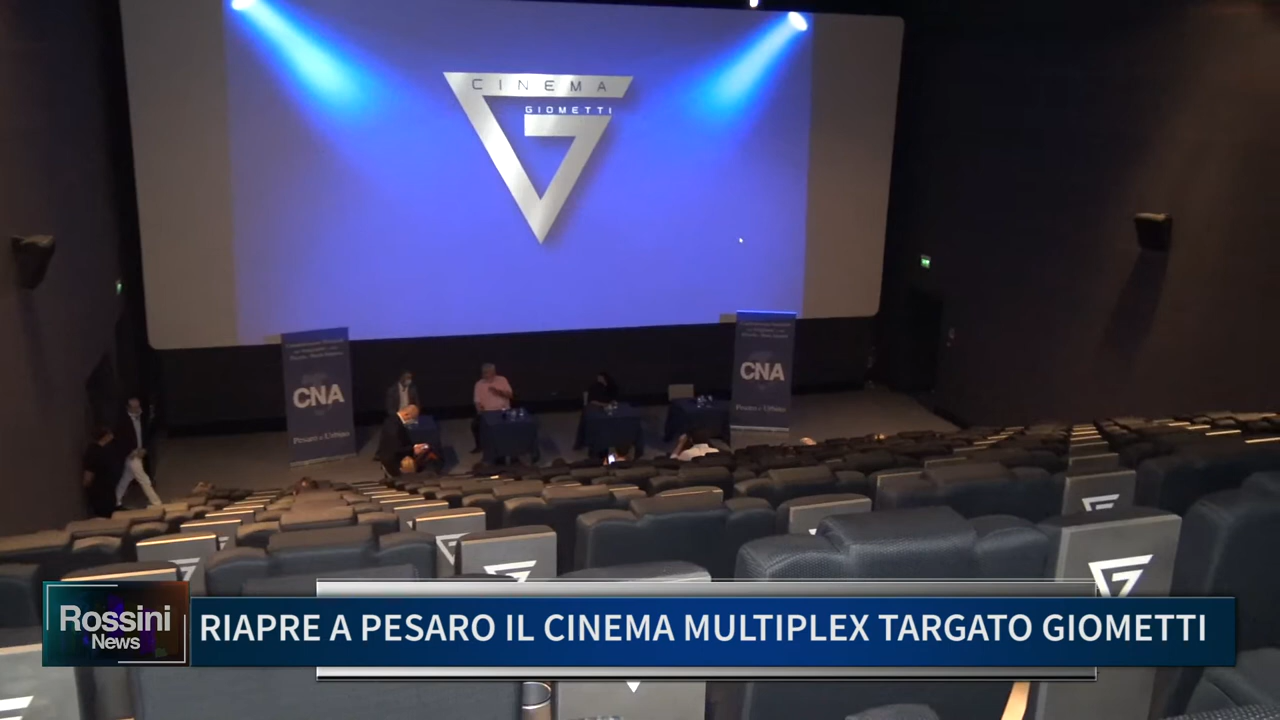 CINEMA
GIOMETTI
CNA
Pesaro e Urbino
CNA
Pesaro e Urbino
Rossini
News
RIAPRE A PESARO IL CINEMA MULTIPLEX TARGATO GIOMETTI